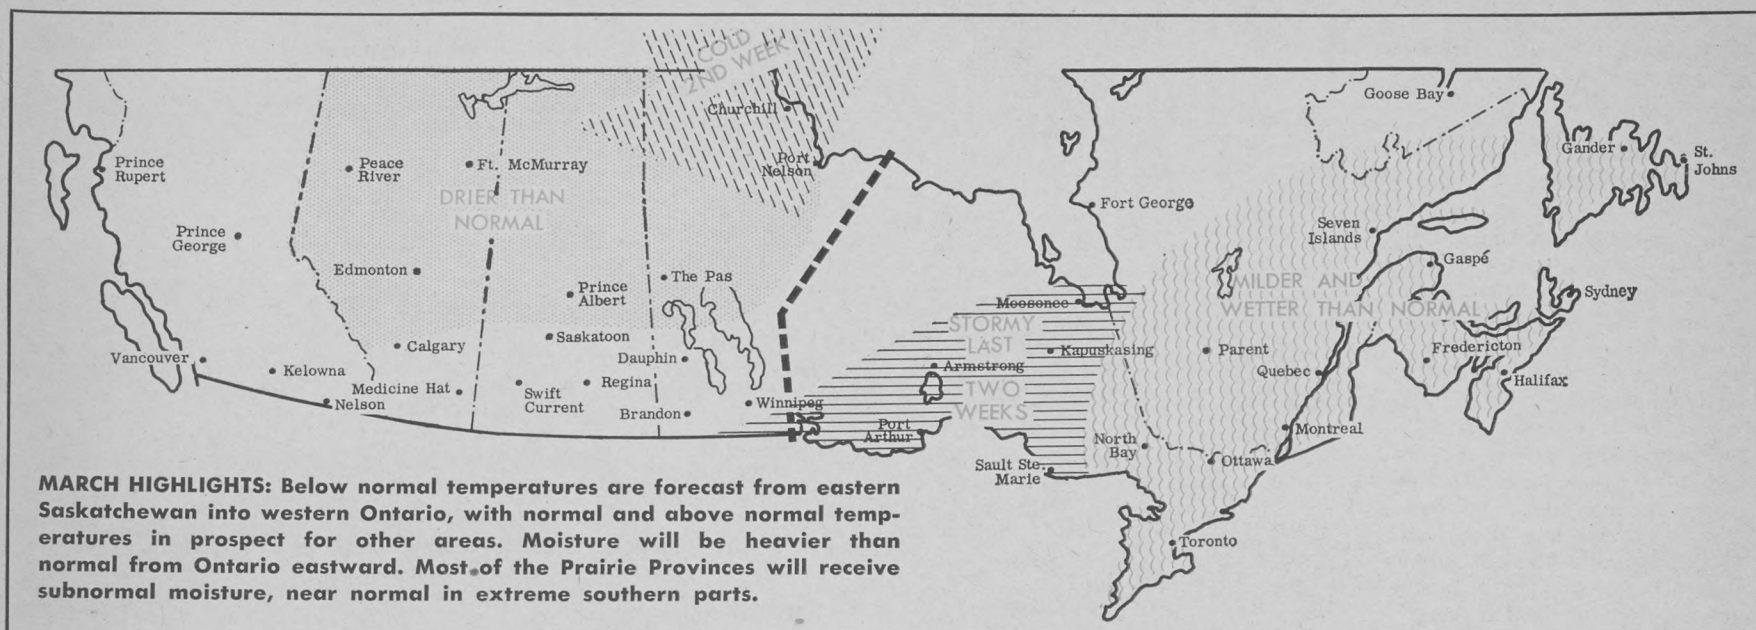 COLD
2ND WEEK
Churchill
Port
Nelson
Goose Bay
Gander
St.
Johns
Prince
Rupert
Peace
River
Ft. McMurray
DRIER THAN
NORMAL
Fort George
Seven
Islands
Prince
George
Edmonton
The Pas
Gaspé
Prince
Albert
MILDER AND
WETTER THAN NORMAL
Sydney
Moosonee
STORMY
LAST
TWO
WEEKS
Saskatoon
Calgary
Vancouver
Kelowna
Dauphin
Kapuskasing
Armstrong
Parent
Fredericton
Quebec
Halifax
Medicine Hat
Nelson
Swift
Current
Regina
Brandon
Winnipeg
Port
Arthur
Montreal
North
Bay
Ottawa
Sault Ste.
Marie
Toronto
MARCH HIGHLIGHTS: Below normal temperatures are forecast from eastern
Saskatchewan into western Ontario, with normal and above normal temp-
eratures in prospect for other areas. Moisture will be heavier than
normal from Ontario eastward. Most of the Prairie Provinces will receive
subnormal moisture, near normal in extreme southern parts.